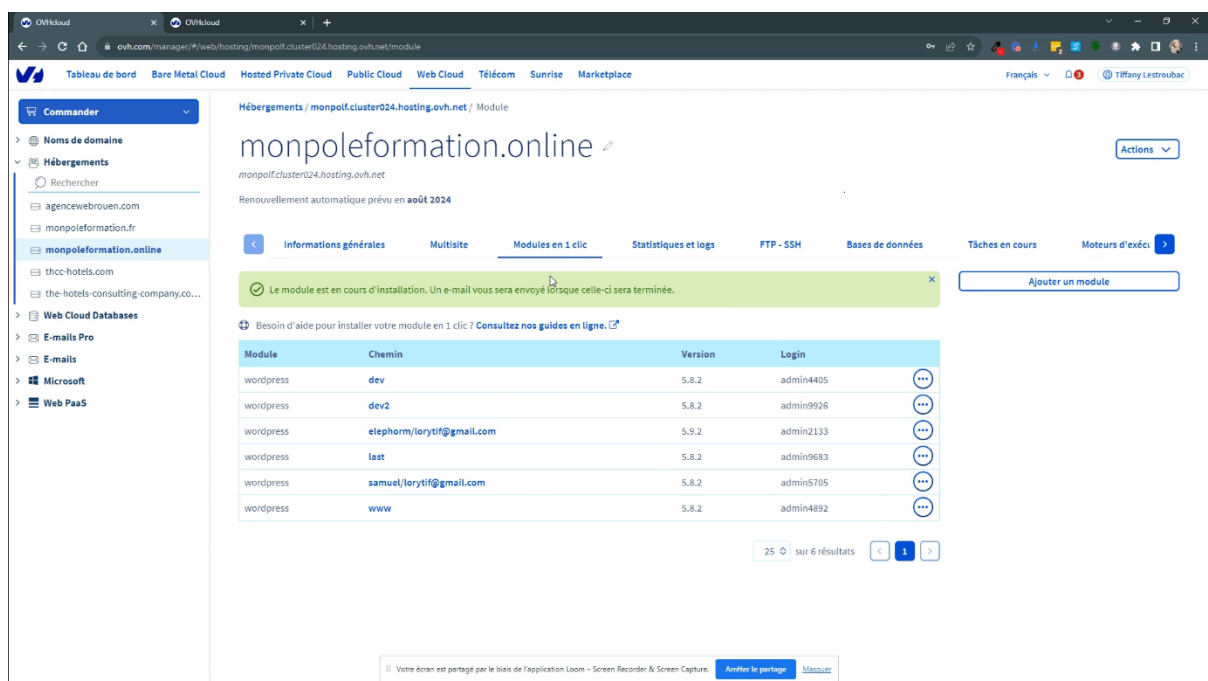 OVHcloud
OVHcloud
ovh.com/manager/#/web/hosting/monpolf.cluster024.hosting.ovh.net/module
Tableau de bord Bare Metal Cloud Hosted Private Cloud Public Cloud Web Cloud Télécom Sunrise Marketplace Français 3 Tiffany Lestroubac
Commander
Noms de domaine
Hébergements
Rechercher
agencewebrouen.com
monpoleformation.fr
monpoleformation.online
thcc-hotels.com
the-hotels-consulting-company.co...
Web Cloud Databases
E-mails Pro
E-mails
Microsoft
Web PaaS
Hébergements / monpolf.cluster024.hosting.ovh.net / Module
monpoleformation.online
Actions
monpolf.cluster024.hosting.ovh.net
Renouvellement automatique prévu en août 2024
Informations générales Multisite Modules en 1 clic Statistiques et logs FTP - SSH Bases de données Tâches en cours Moteurs d'exécu
Le module est en cours d'installation. Un e-mail vous sera envoyé lorsque celle-ci sera terminée.
Ajouter un module
Besoin d'aide pour installer votre module en 1 clic ? Consultez nos guides en ligne.
Module Chemin Version Login
wordpress dev 5.8.2 admin4405
wordpress dev2 5.8.2 admin9926
wordpress elephorm/lorytif@gmail.com 5.9.2 admin2133
wordpress last 5.8.2 admin9683
wordpress samuel/lorytif@gmail.com 5.8.2 admin5705
wordpress www 5.8.2 admin4892
25 sur 6 résultats 1
Votre écran est partagé par le biais de l'application Loom – Screen Recorder & Screen Capture. Arrêter le partage Masquer